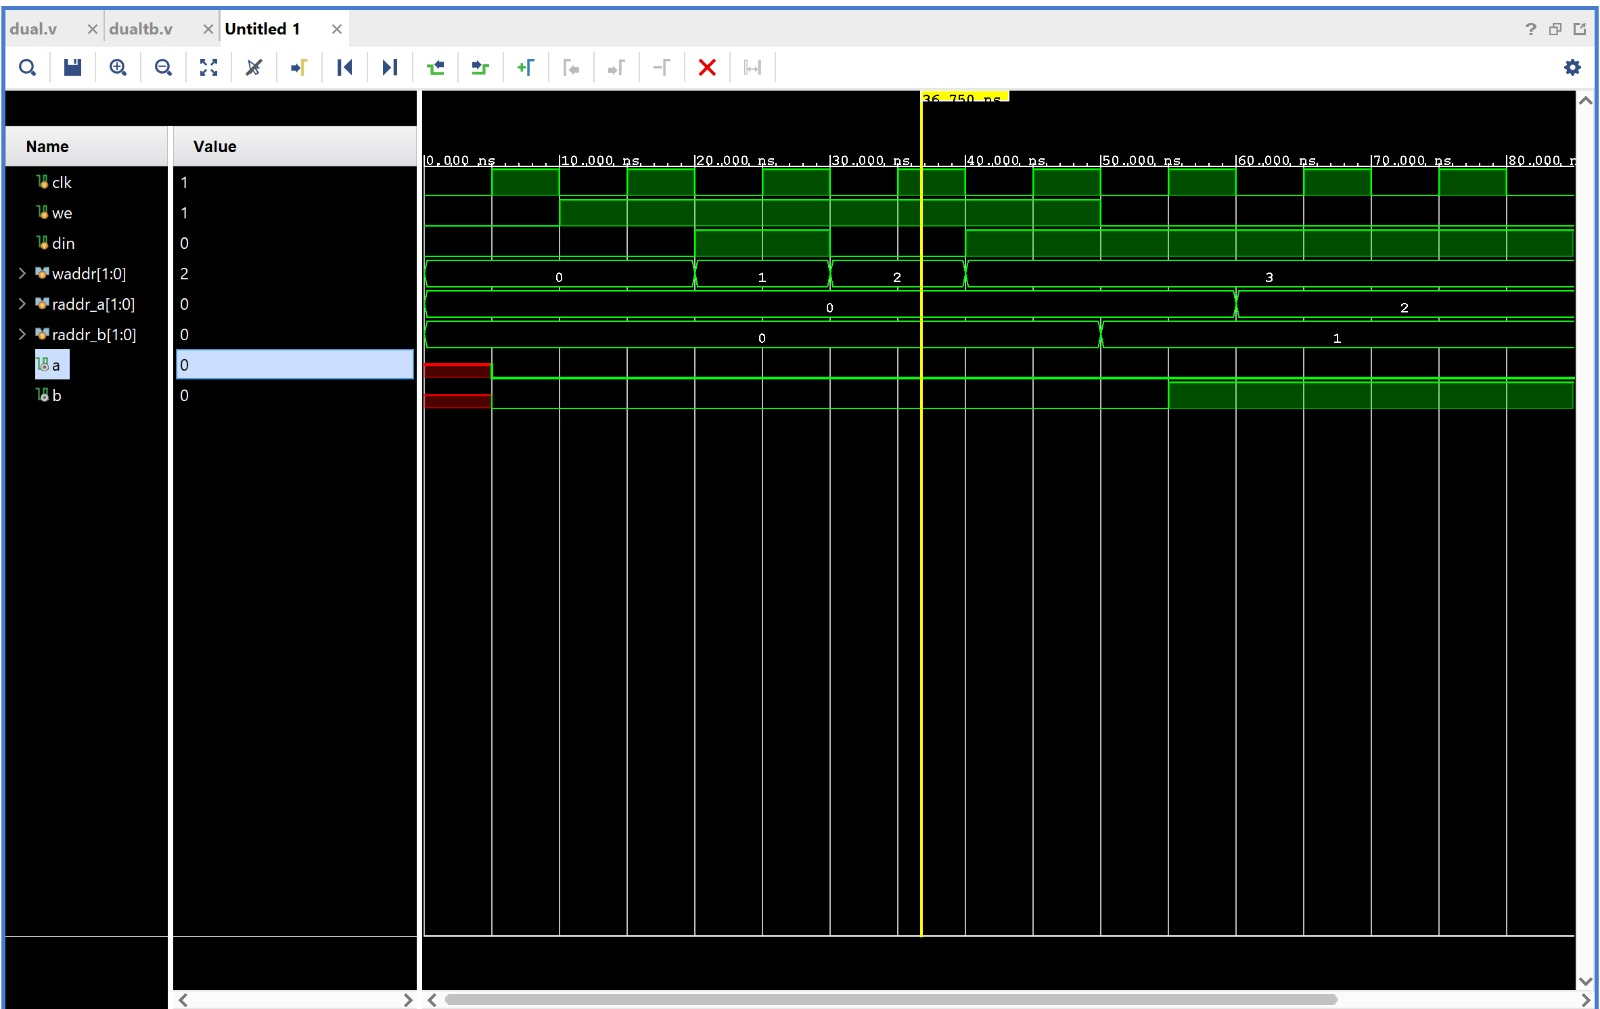 dual.v × dualtb.v × Untitled 1 × ?
36.750 ns
Name Value 0.000 ns 10.000 ns 20.000 ns 30.000 ns 40.000 ns 50.000 ns 60.000 ns 70.000 ns 80.000
clk 1
we 1
din 0
waddr[1:0] 2 0 1 2 3
raddr_a[1:0] 0 0 2
raddr_b[1:0] 0 0 1
a 0
b 0